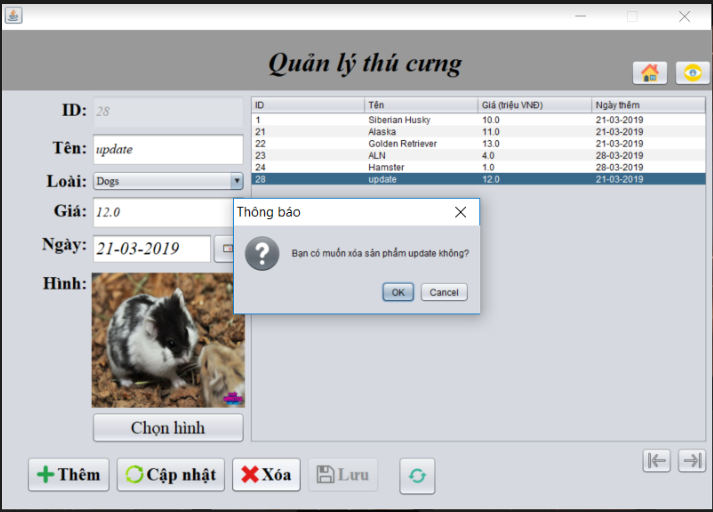 Quản lý thú cưng
ID: 28
Tên: update
Loài: Dogs
Giá: 12.0
Ngày: 21-03-2019
Hình:
Chọn hình
ID Tên Giá (triệu VNĐ) Ngày thêm
1 Siberian Husky 10.0 21-03-2019
21 Alaska 11.0 21-03-2019
22 Golden Retriever 13.0 21-03-2019
23 ALN 4.0 28-03-2019
24 Hamster 1.0 28-03-2019
28 update 12.0 21-03-2019
Thông báo
Bạn có muốn xóa sản phẩm update không?
OK Cancel
Thêm Cập nhật Xóa Lưu